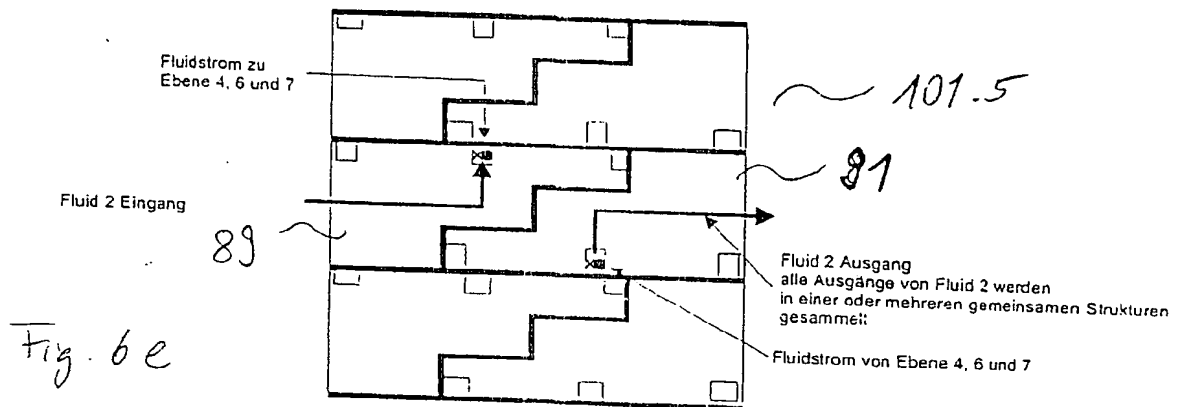 Fluidstrom zu
Ebene 4, 6 und 7
101.5
91
Fluid 2 Eingang
89
Fluid 2 Ausgang
alle Ausgänge von Fluid 2 werden
in einer oder mehreren gemeinsamen Strukturen
gesammelt
Fluidstrom von Ebene 4, 6 und 7
Fig. 6e